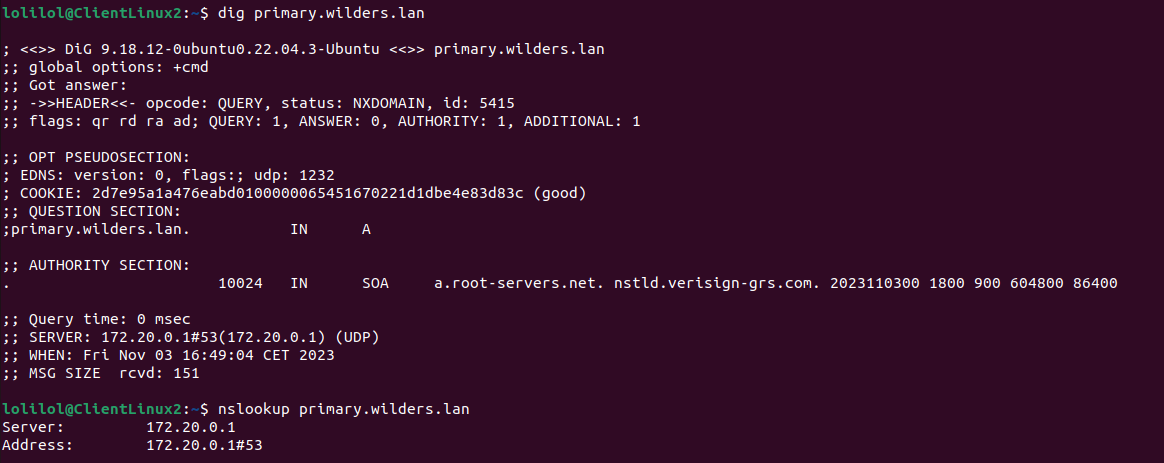 lolilol@ClientLinux2:~$ dig primary.wilders.lan
; <<>> DiG 9.18.12-0ubuntu0.22.04.3-Ubuntu <<>> primary.wilders.lan
;; global options: +cmd
;; Got answer:
;; ->>HEADER<<- opcode: QUERY, status: NXDOMAIN, id: 5415
;; flags: qr rd ra ad; QUERY: 1, ANSWER: 0, AUTHORITY: 1, ADDITIONAL: 1
;; OPT PSEUDOSECTION:
; EDNS: version: 0, flags:; udp: 1232
; COOKIE: 2d7e95a1a476eabd0100000065451670221d1dbe4e83d83c (good)
;; QUESTION SECTION:
;primary.wilders.lan. IN A
;; AUTHORITY SECTION:
. 10024 IN SOA a.root-servers.net. nstld.verisign-grs.com. 2023110300 1800 900 604800 86400
;; Query time: 0 msec
;; SERVER: 172.20.0.1#53(172.20.0.1) (UDP)
;; WHEN: Fri Nov 03 16:49:04 CET 2023
;; MSG SIZE rcvd: 151
lolilol@ClientLinux2:~$ nslookup primary.wilders.lan
Server: 172.20.0.1
Address: 172.20.0.1#53